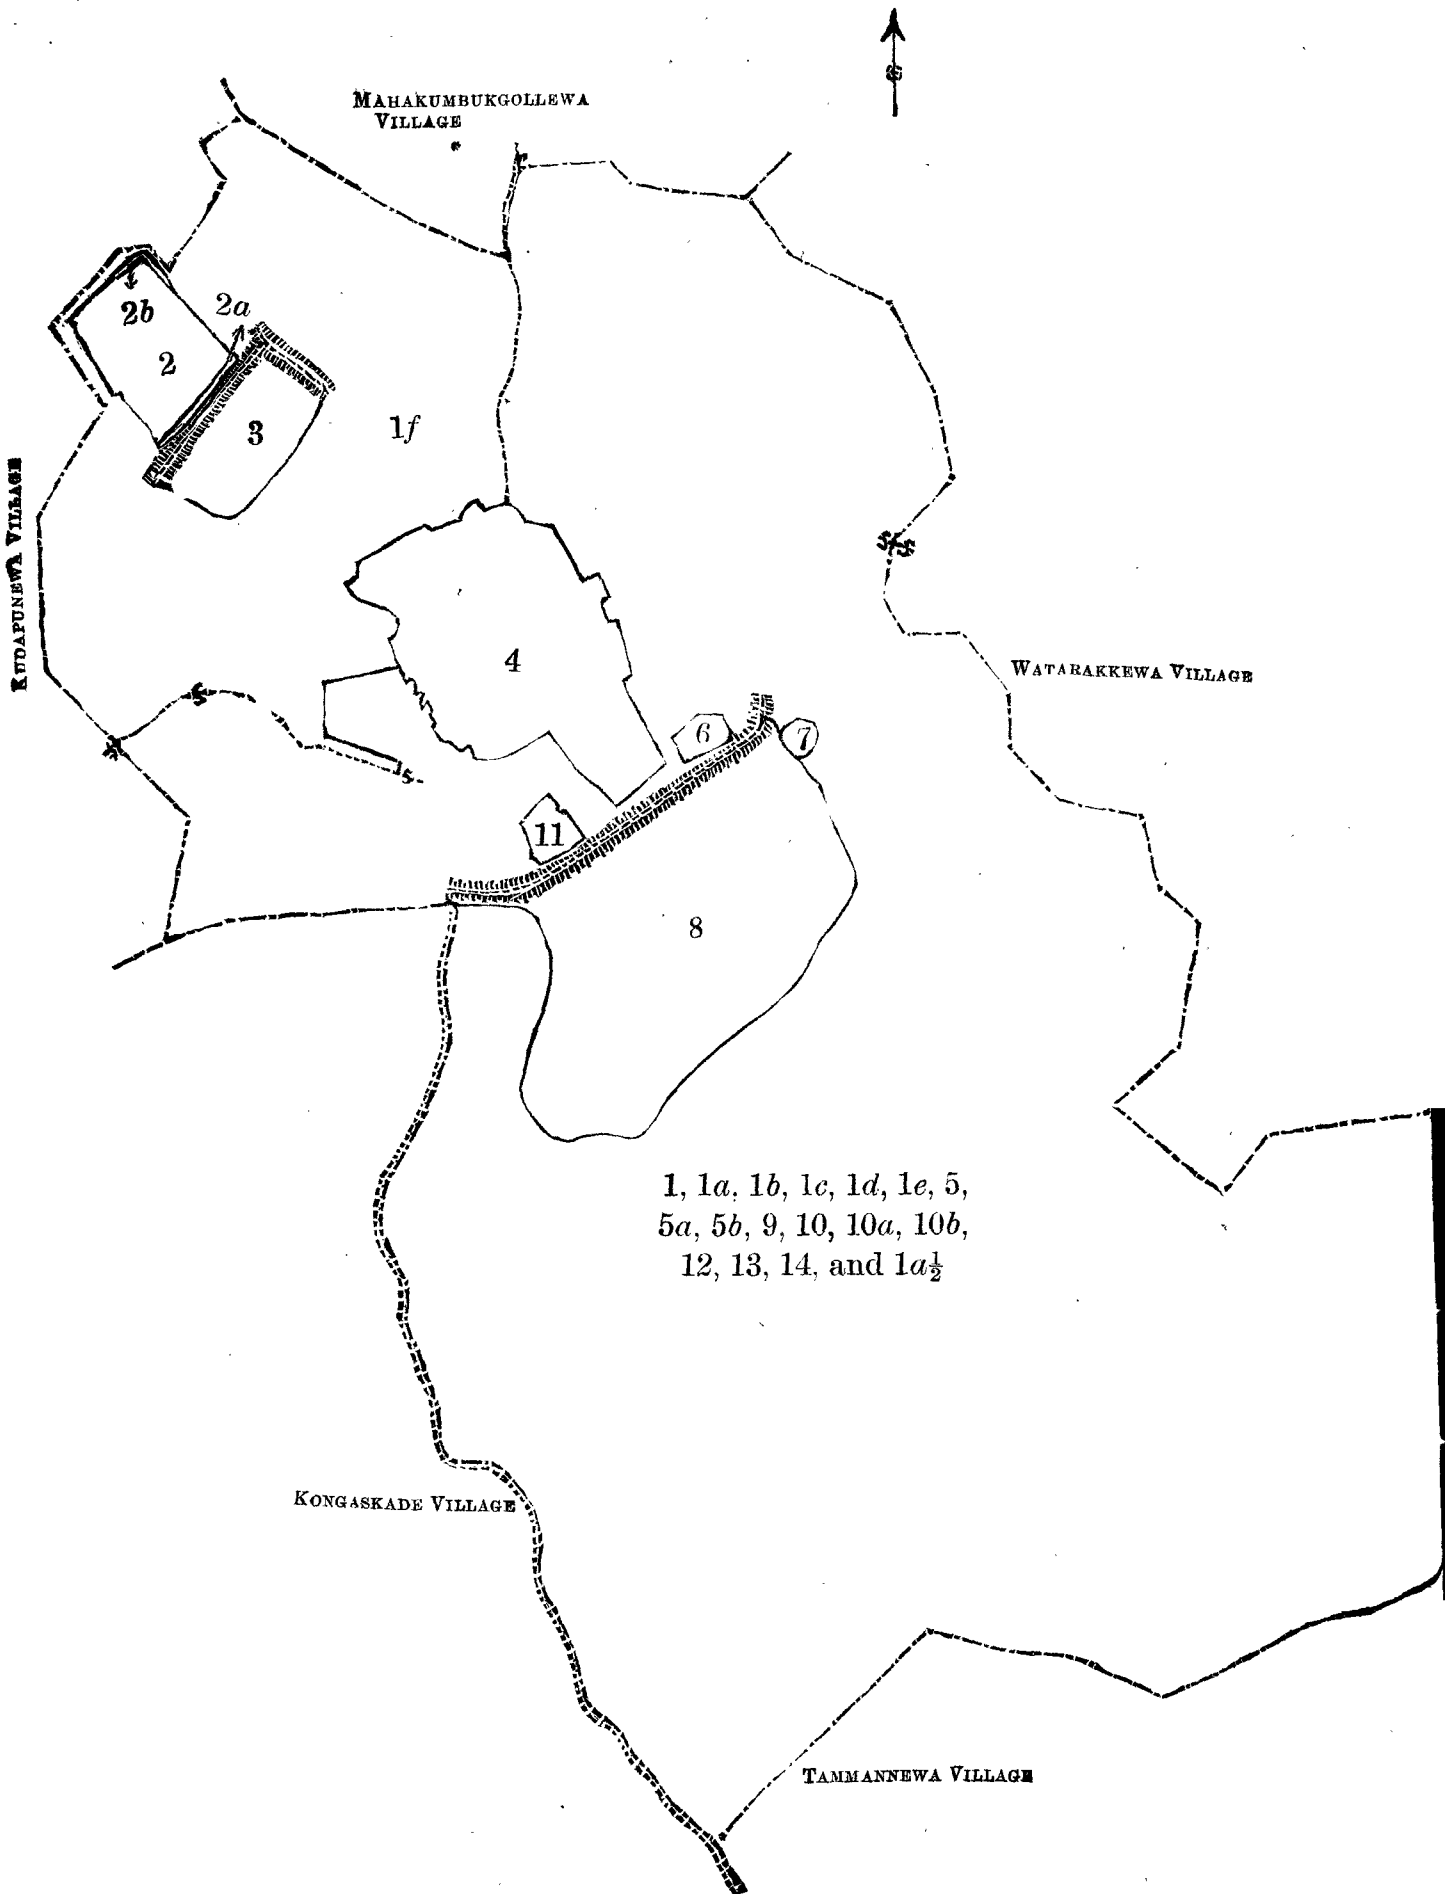 MAHAKUMBUKGOLLEWA
VILLAGE
2b
2a
2
3
1f
KUDAPUNEWA VILLAGE
4
WATARAKKEWA VILLAGE
6
7
11
8
1, 1a, 1b, 1c, 1d, 1e, 5,
5a, 5b, 9, 10, 10a, 10b,
12, 13, 14, and 1a½
KONGASKADE VILLAGE
TAMMANNEWA VILLAGE